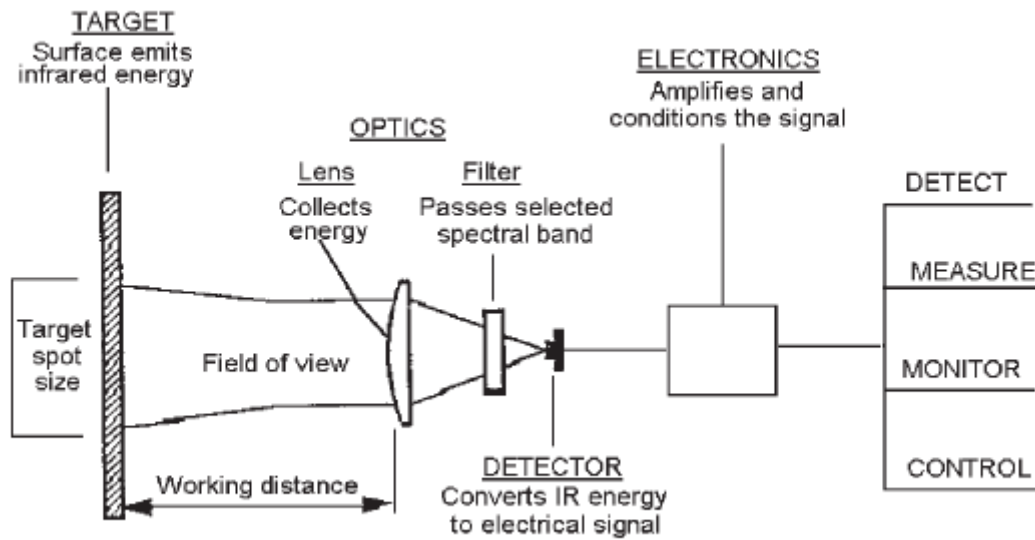 TARGET
Surface emits
infrared energy
OPTICS
Lens
Collects
energy
Filter
Passes selected
spectral band
ELECTRONICS
Amplifies and
conditions the signal
Target
spot
size
Field of view
Working distance
DETECTOR
Converts IR energy
to electrical signal
DETECT
MEASURE
MONITOR
CONTROL